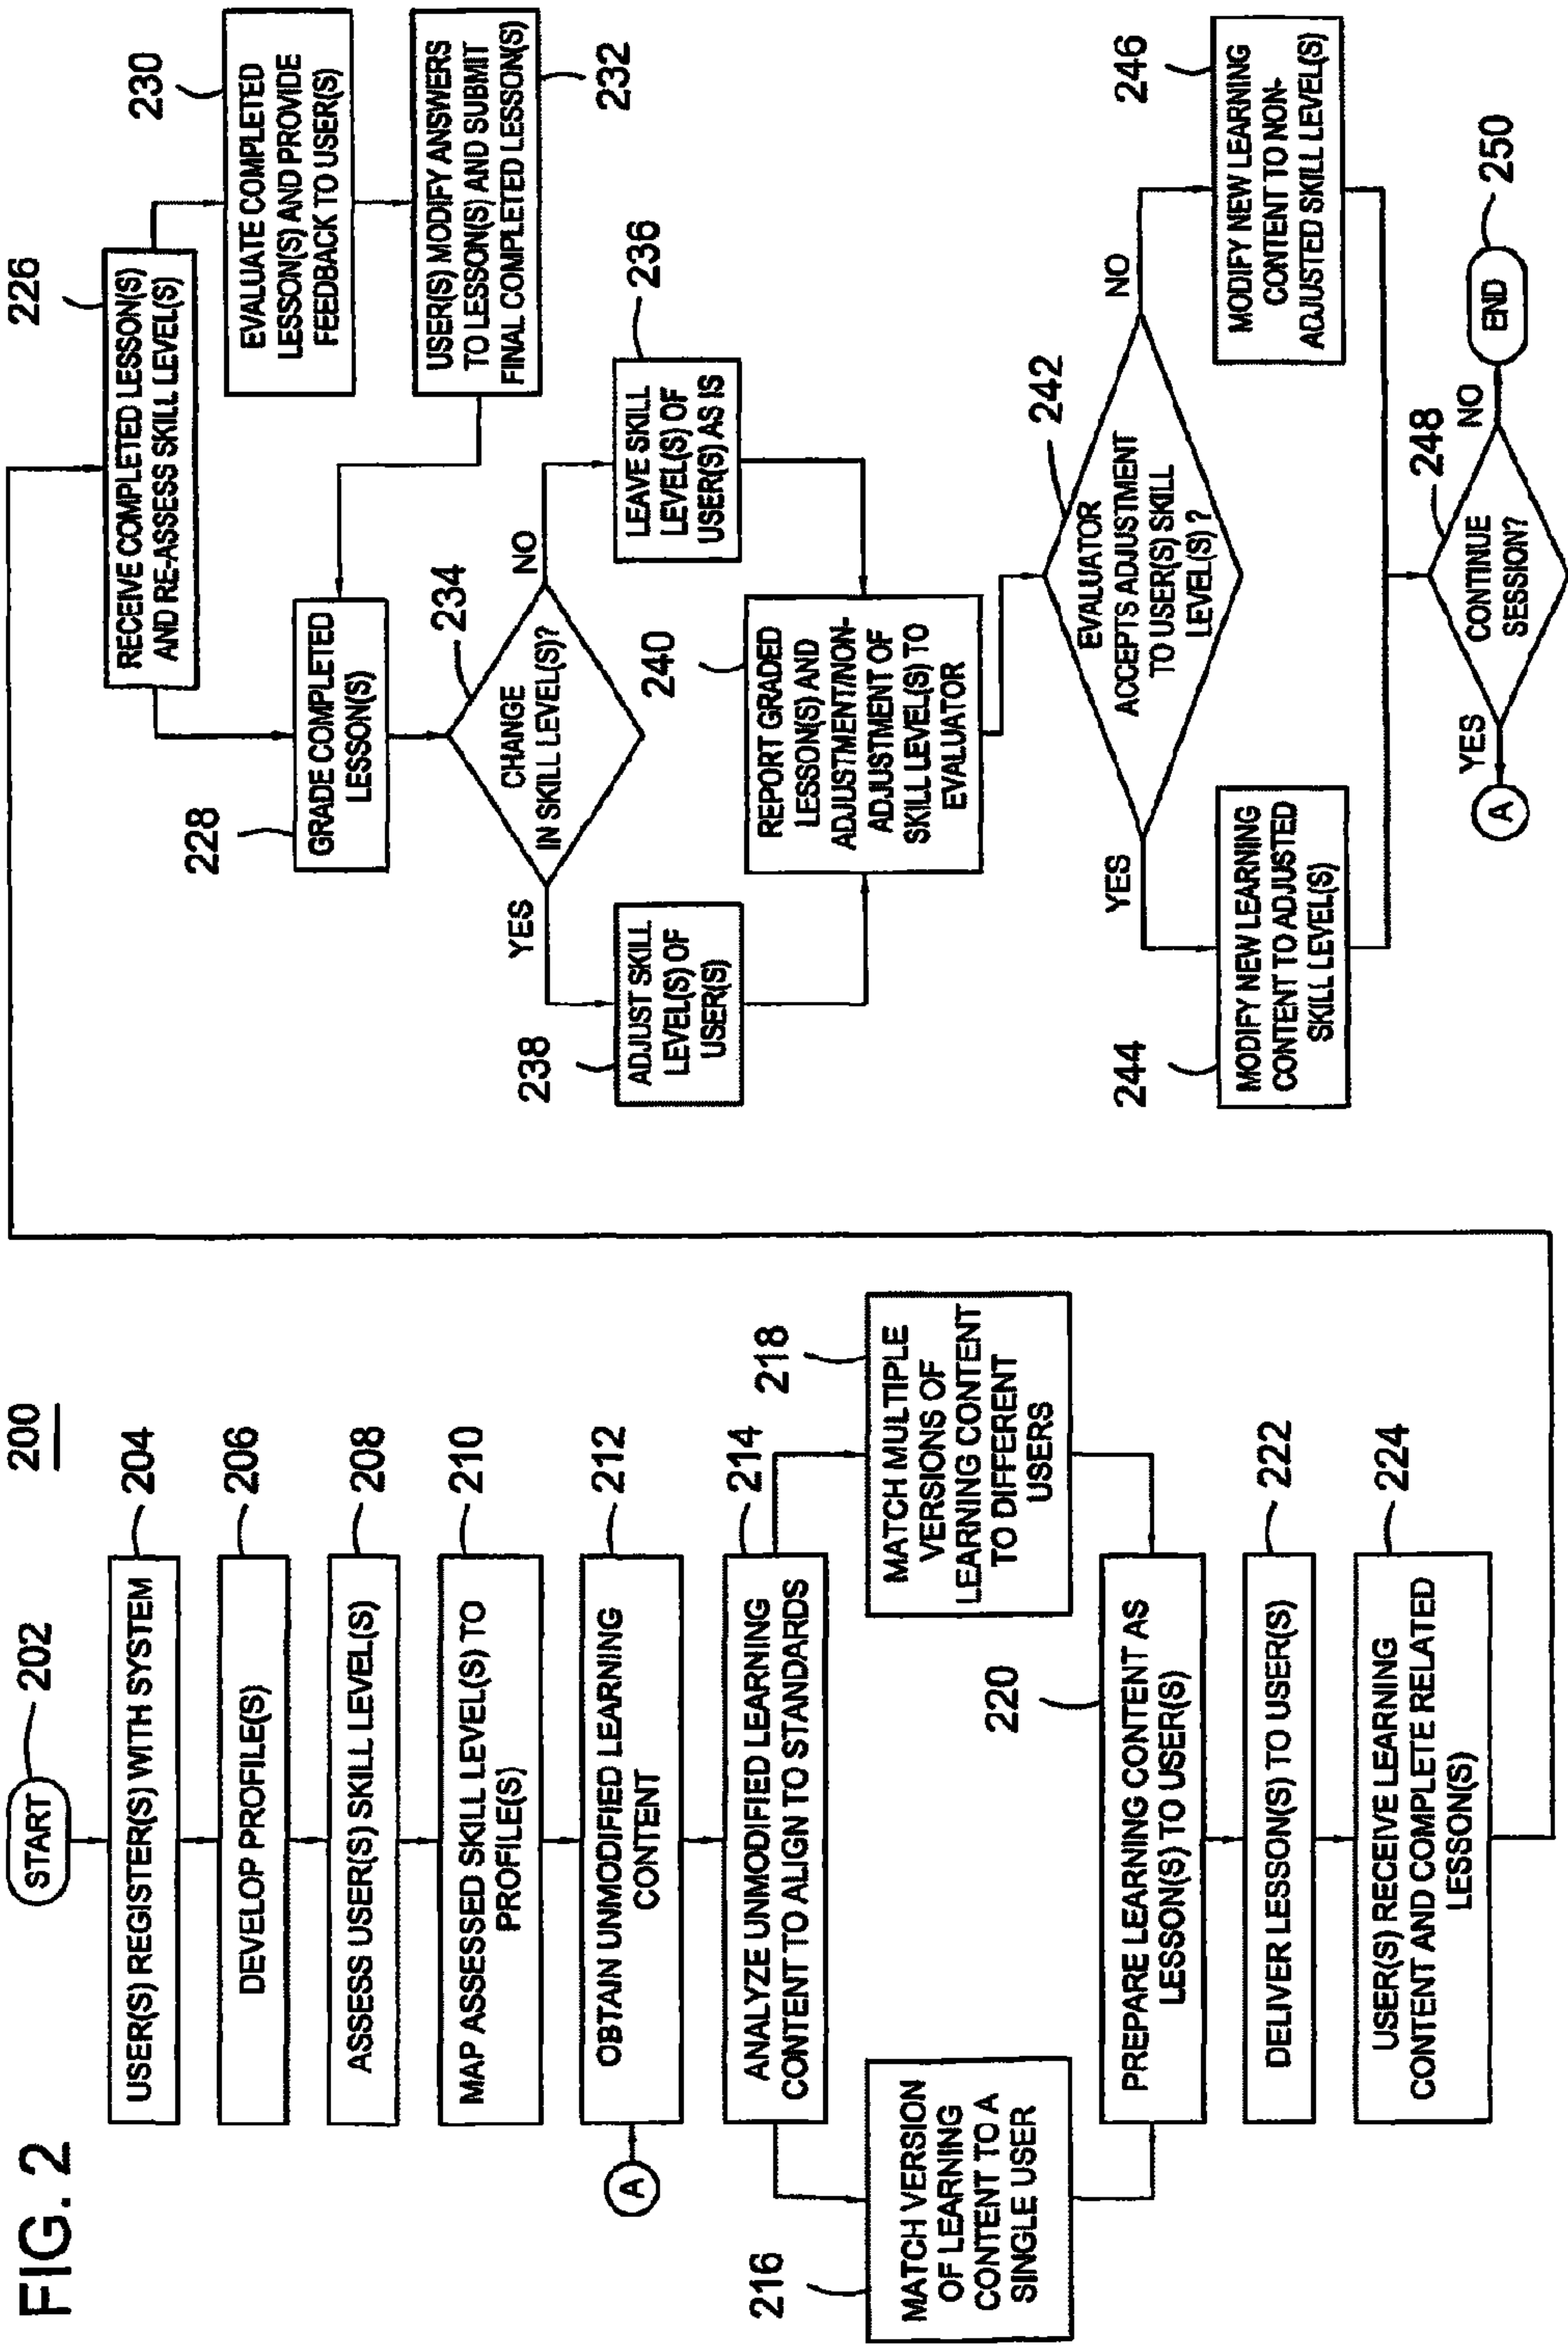 FIG. 2
200
START
202
USER(S) REGISTER(S) WITH SYSTEM
204
DEVELOP PROFILE(S)
206
ASSESS USER(S) SKILL LEVEL(S)
208
MAP ASSESSED SKILL LEVEL(S) TO
PROFILE(S)
210
A
OBTAIN UNMODIFIED LEARNING
CONTENT
212
ANALYZE UNMODIFIED LEARNING
CONTENT TO ALIGN TO STANDARDS
214
216
MATCH VERSION
OF LEARNING
CONTENT TO A
SINGLE USER
218
MATCH MULTIPLE
VERSIONS OF
LEARNING CONTENT
TO DIFFERENT
USERS
220
PREPARE LEARNING CONTENT AS
LESSON(S) TO USER(S)
DELIVER LESSON(S) TO USER(S)
222
USER(S) RECEIVE LEARNING
CONTENT AND COMPLETE RELATED
LESSON(S)
224
226
RECEIVE COMPLETED LESSON(S)
AND RE-ASSESS SKILL LEVEL(S)
230
EVALUATE COMPLETED
LESSON(S) AND PROVIDE
FEEDBACK TO USER(S)
228
GRADE COMPLETED
LESSON(S)
USER(S) MODIFY ANSWERS
TO LESSON(S) AND SUBMIT
FINAL COMPLETED LESSON(S)
232
234
CHANGE
IN SKILL LEVEL(S)?
YES
NO
238
ADJUST SKILL
LEVEL(S) OF
USER(S)
LEAVE SKILL
LEVEL(S) OF
USER(S) AS IS
236
240
REPORT GRADED
LESSON(S) AND
ADJUSTMENT/NON-
ADJUSTMENT OF
SKILL LEVEL(S) TO
EVALUATOR
242
EVALUATOR
ACCEPTS ADJUSTMENT
TO USER(S) SKILL
LEVEL(S) ?
YES
NO
244
MODIFY NEW LEARNING
CONTENT TO ADJUSTED
SKILL LEVEL(S)
246
MODIFY NEW LEARNING
CONTENT TO NON-
ADJUSTED SKILL LEVEL(S)
248
CONTINUE
SESSION?
YES
NO
A
END
250